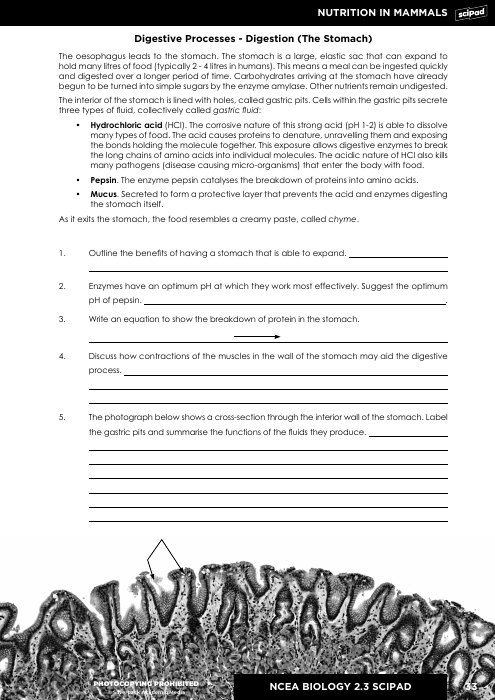 NUTRITION IN MAMMALS
scipad
Digestive Processes - Digestion (The Stomach)
The oesophagus leads to the stomach. The stomach is a large, elastic sac that can expand to
hold many litres of food (typically 2 - 4 litres in humans). This means a meal can be ingested quickly
and digested over a longer period of time. Carbohydrates arriving at the stomach have already
begun to be turned into simple sugars by the enzyme amylase. Other nutrients remain undigested.
The interior of the stomach is lined with holes, called gastric pits. Cells within the gastric pits secrete
three types of fluid, collectively called gastric fluid:
• Hydrochloric acid (HCl). The corrosive nature of this strong acid (pH 1-2) is able to dissolve
many types of food. The acid causes proteins to denature, unravelling them and exposing
the bonds holding the molecule together. This exposure allows digestive enzymes to break
the long chains of amino acids into individual molecules. The acidic nature of HCl also kills
many pathogens (disease causing micro-organisms) that enter the body with food.
• Pepsin. The enzyme pepsin catalyses the breakdown of proteins into amino acids.
• Mucus. Secreted to form a protective layer that prevents the acid and enzymes digesting
the stomach itself.
As it exits the stomach, the food resembles a creamy paste, called chyme.
1. Outline the benefits of having a stomach that is able to expand.
2. Enzymes have an optimum pH at which they work most effectively. Suggest the optimum
pH of pepsin.
3. Write an equation to show the breakdown of protein in the stomach.
4. Discuss how contractions of the muscles in the wall of the stomach may aid the digestive
process.
5. The photograph below shows a cross-section through the interior wall of the stomach. Label
the gastric pits and summarise the functions of the fluids they produce.
PHOTOCOPYING PROHIBITED
NCEA BIOLOGY 2.3 SCIPAD
33